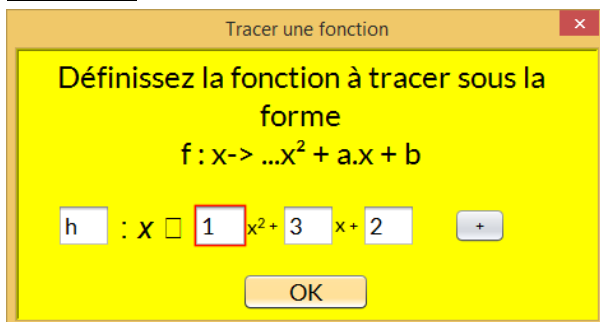 Tracer une fonction
Définissez la fonction à tracer sous la
forme
f : x-> ...x² + a.x + b
h : x □ 1 x² + 3 x + 2 +
OK